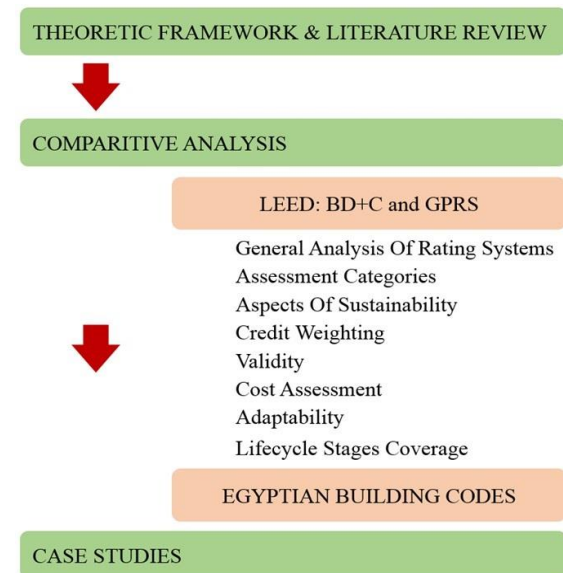 THEORETIC FRAMEWORK & LITERATURE REVIEW
COMPARITIVE ANALYSIS
LEED: BD+C and GPRS
General Analysis Of Rating Systems
Assessment Categories
Aspects Of Sustainability
Credit Weighting
Validity
Cost Assessment
Adaptability
Lifecycle Stages Coverage
EGYPTIAN BUILDING CODES
CASE STUDIES